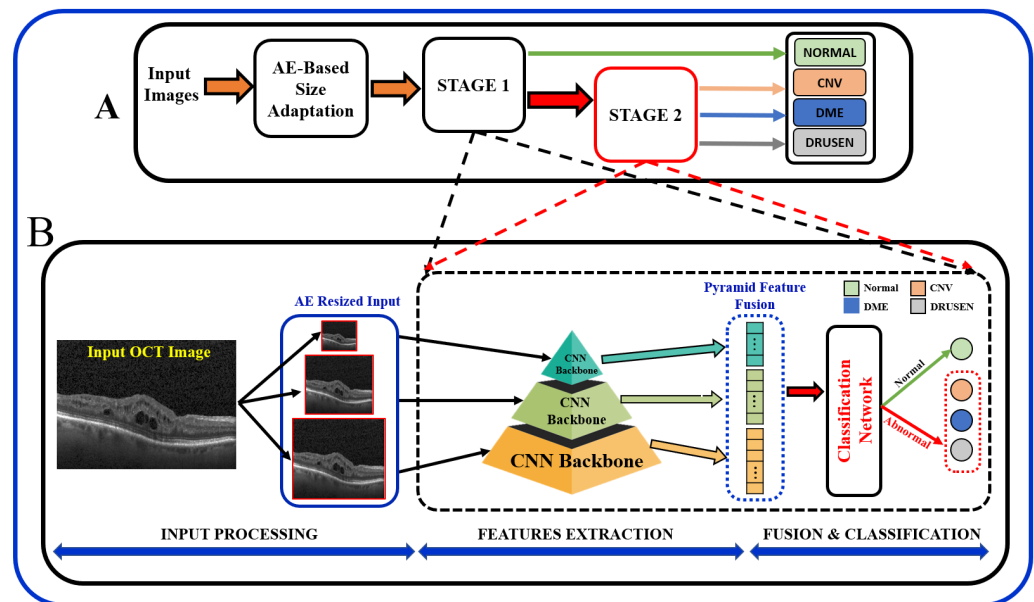 A
Input
Images
AE-Based
Size
Adaptation
STAGE 1
STAGE 2
NORMAL
CNV
DME
DRUSEN
B
Input OCT Image
AE Resized Input
CNN
Backbone
CNN
Backbone
CNN Backbone
Pyramid Feature
Fusion
Normal
CNV
DME
DRUSEN
Classification
Network
Normal
Abnormal
INPUT PROCESSING
FEATURES EXTRACTION
FUSION & CLASSIFICATION